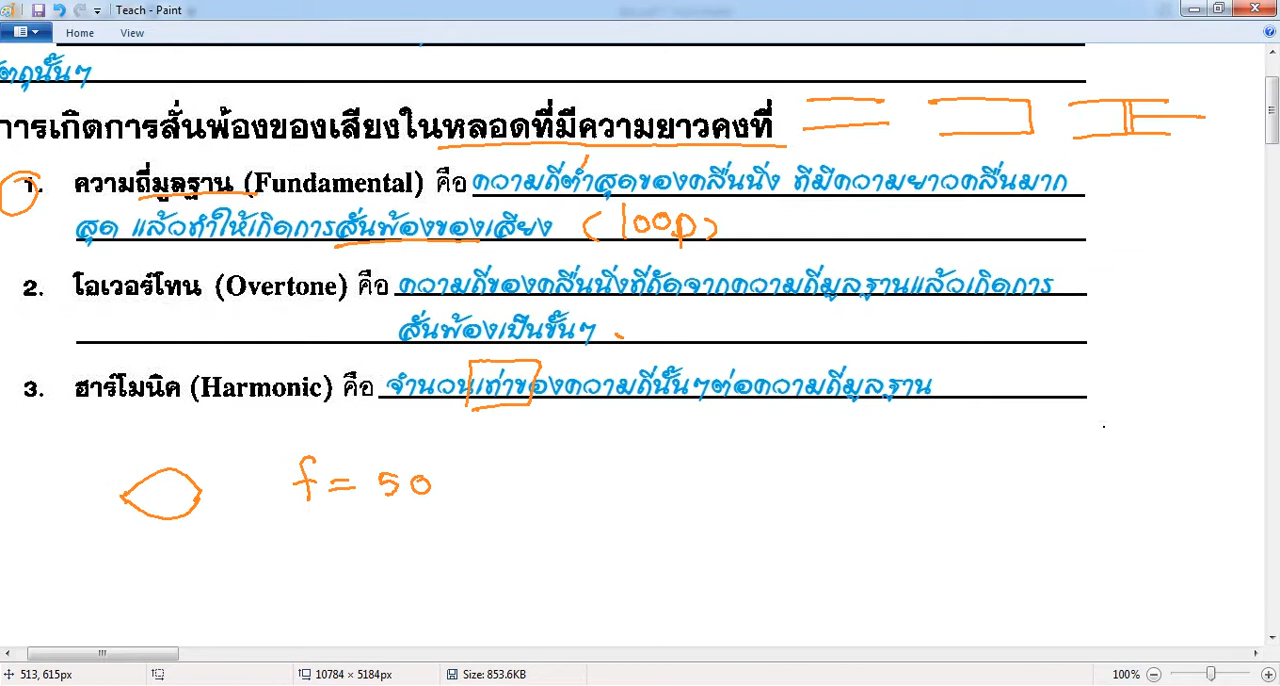 Teach - Paint
Home View
ตถุนั้นๆ
การเกิดการสั่นพ้องของเสียงในหลอดที่มีความยาวคงที่
1. ความถี่มูลฐาน (Fundamental) คือ ความถี่ต่ำสุดของคลื่นนิ่ง ที่มีความยาวคลื่นมาก
สุด แล้วทำให้เกิดการสั่นพ้องของเสียง (loop)
2. โอเวอร์โทน (Overtone) คือ ความถี่ของคลื่นนิ่งที่ถัดจากความถี่มูลฐานแล้วเกิดการ
สั่นพ้องเป็นขั้นๆ
3. ฮาร์โมนิค (Harmonic) คือ จำนวนเท่าของความถี่นั้นๆต่อความถี่มูลฐาน
f = 50
513, 615px 10784 × 5184px Size: 853.6KB 100%